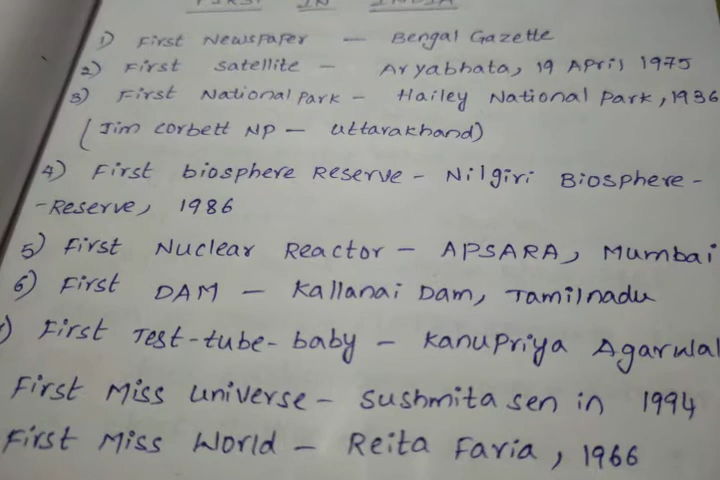 FIRST IN INDIA
1) First Newspaper — Bengal Gazette
2) First satellite — Aryabhata, 19 April 1975
3) First National Park – Hailey National Park, 1936
(Jim Corbett NP — Uttarakhand)
4) First biosphere Reserve – Nilgiri Biosphere -
-Reserve, 1986
5) First Nuclear Reactor – APSARA, Mumbai
6) First DAM — Kallanai Dam, Tamilnadu
) First Test-tube-baby – Kanupriya Agarwal
First Miss Universe – Sushmita sen in 1994
First Miss World – Reita Faria, 1966